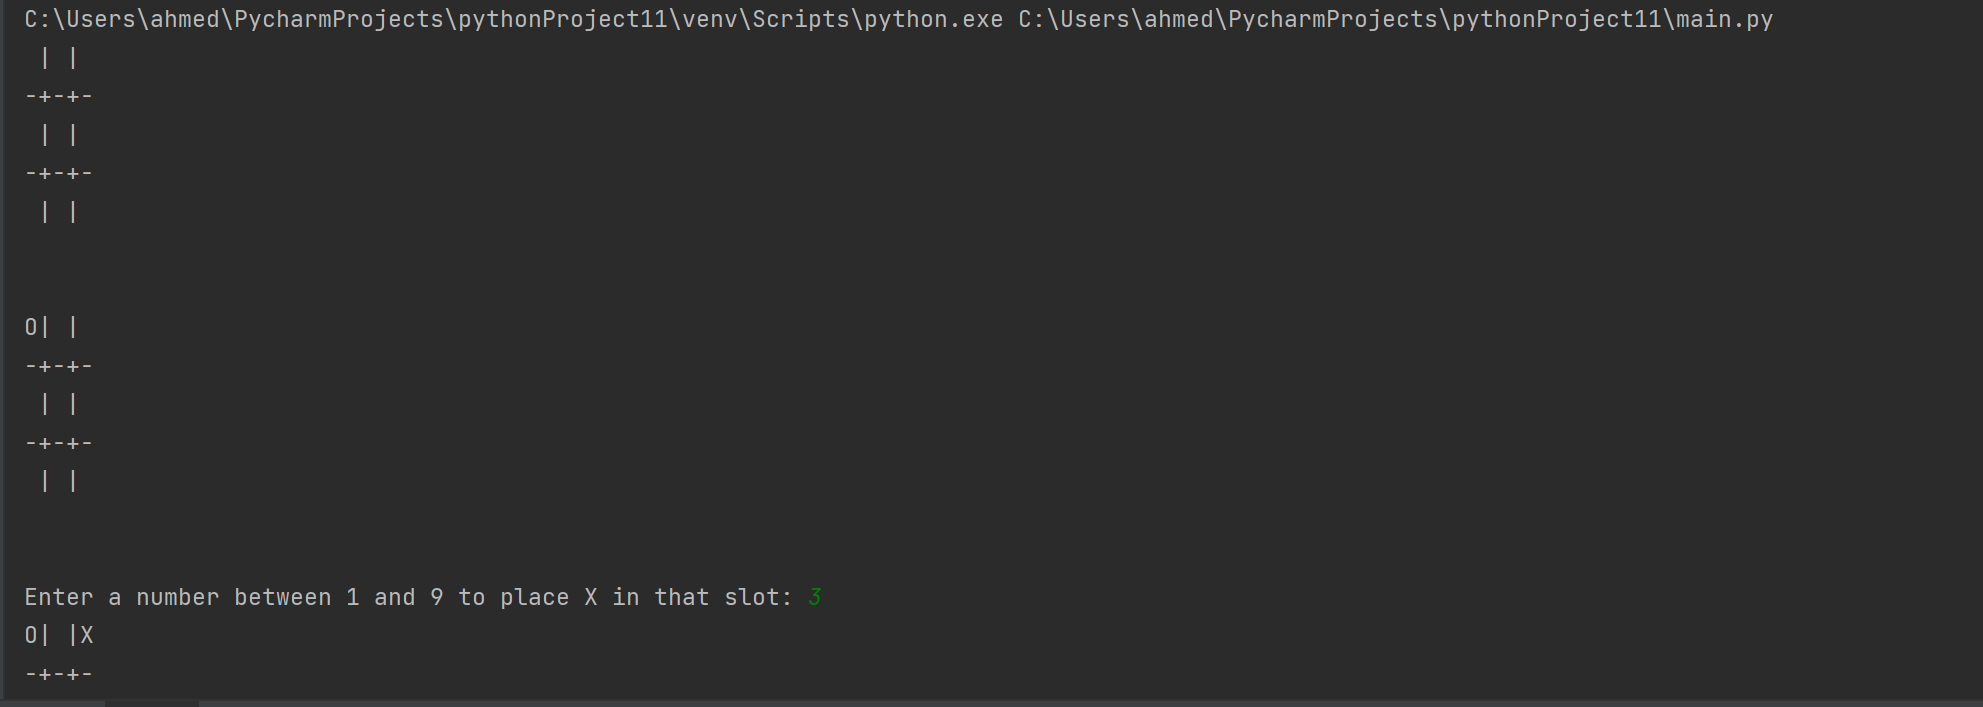 C:\Users\ahmed\PycharmProjects\pythonProject11\venv\Scripts\python.exe C:\Users\ahmed\PycharmProjects\pythonProject11\main.py
 | |
-+-+-
 | |
-+-+-
 | |
O| |
-+-+-
 | |
-+-+-
 | |
Enter a number between 1 and 9 to place X in that slot: 3
O| |X
-+-+-